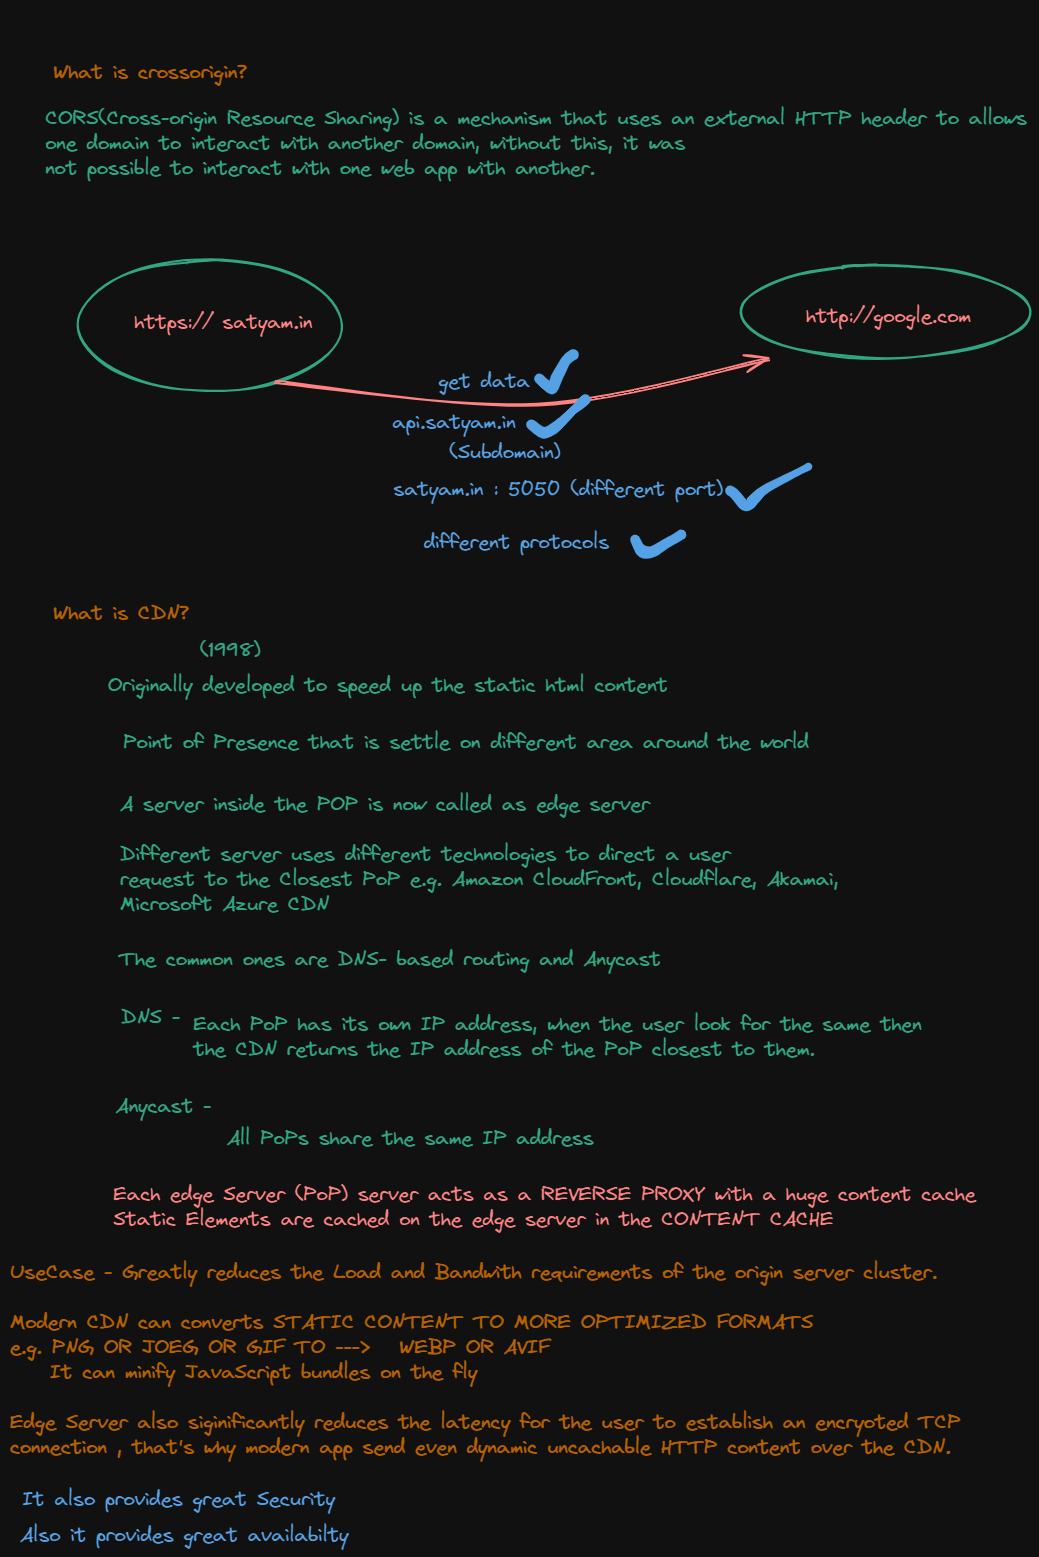 What is crossorigin?
CORS(Cross-origin Resource Sharing) is a mechanism that uses an external HTTP header to allows
one domain to interact with another domain, without this, it was
not possible to interact with one web app with another.
https:// satyam.in
http://google.com
get data
api.satyam.in
(Subdomain)
satyam.in : 5050 (different port)
different protocols
What is CDN?
(1998)
Originally developed to speed up the static html content
Point of Presence that is settle on different area around the world
A server inside the POP is now called as edge server
Different server uses different technologies to direct a user
request to the Closest PoP e.g. Amazon CloudFront, Cloudflare, Akamai,
Microsoft Azure CDN
The common ones are DNS- based routing and Anycast
DNS - Each PoP has its own IP address, when the user look for the same then
the CDN returns the IP address of the PoP closest to them.
Anycast -
All PoPs share the same IP address
Each edge Server (PoP) server acts as a REVERSE PROXY with a huge content cache
Static Elements are cached on the edge server in the CONTENT CACHE
UseCase - Greatly reduces the Load and Bandwith requirements of the origin server cluster.
Modern CDN can converts STATIC CONTENT TO MORE OPTIMIZED FORMATS
e.g. PNG, OR JOEG, OR GIF TO ---> WEBP OR AVIF
It can minify JavaScript bundles on the fly
Edge Server also siginificantly reduces the latency for the user to establish an encryoted TCP
connection , that's why modern app send even dynamic uncachable HTTP content over the CDN.
It also provides great Security
Also it provides great availabilty